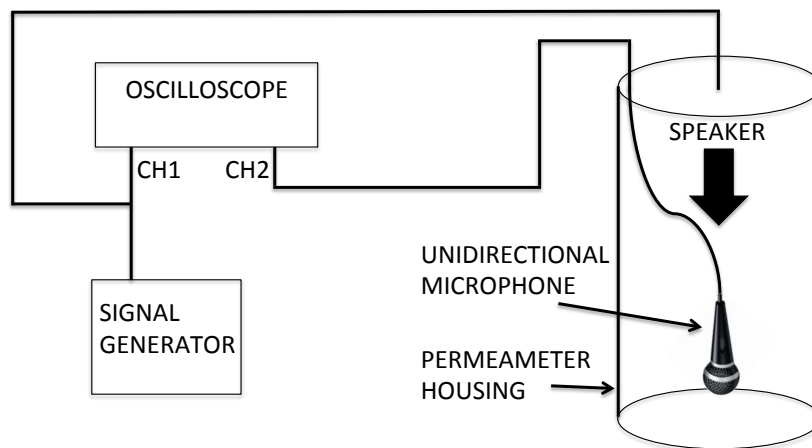 OSCILLOSCOPE
CH1
CH2
SPEAKER
UNIDIRECTIONAL
MICROPHONE
SIGNAL
GENERATOR
PERMEAMETER
HOUSING